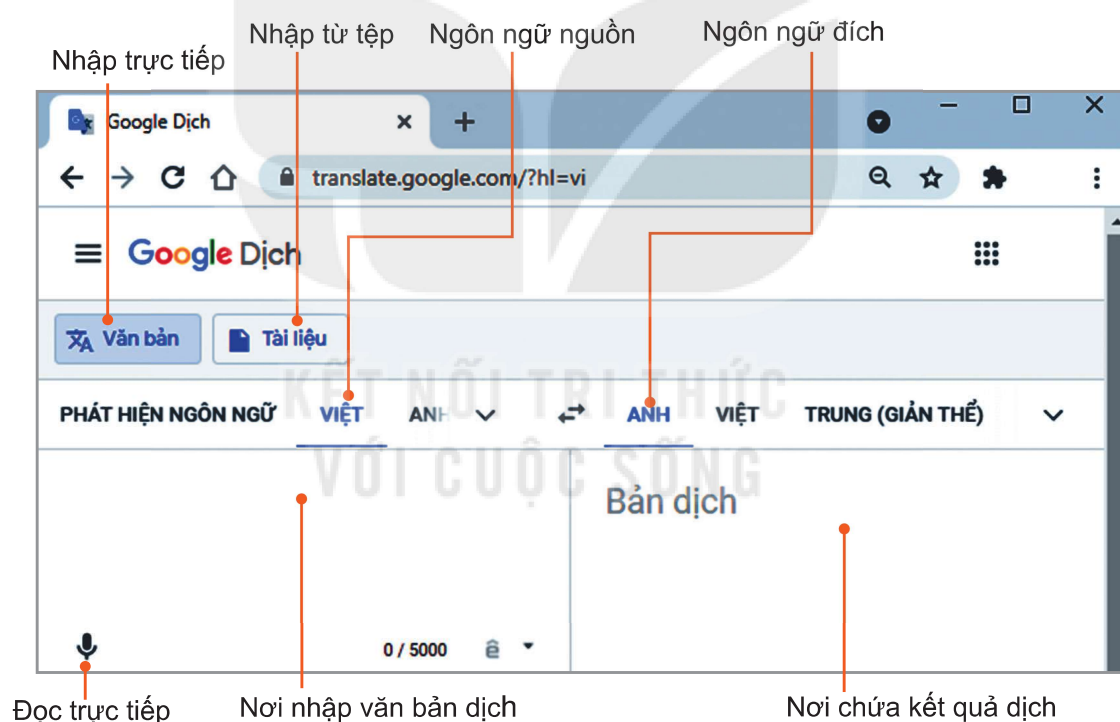 Nhập từ tệp Ngôn ngữ nguồn Ngôn ngữ đích
Nhập trực tiếp
Google Dịch
translate.google.com/?hl=vi
Google Dịch
Văn bản Tài liệu
KẾT NỐI TRI THỨC
PHÁT HIỆN NGÔN NGỮ VIỆT ANH ANH VIỆT TRUNG (GIẢN THỂ)
VỚI CUỘC SỐNG
Bản dịch
0 / 5000 ê
Đọc trực tiếp Nơi nhập văn bản dịch Nơi chứa kết quả dịch